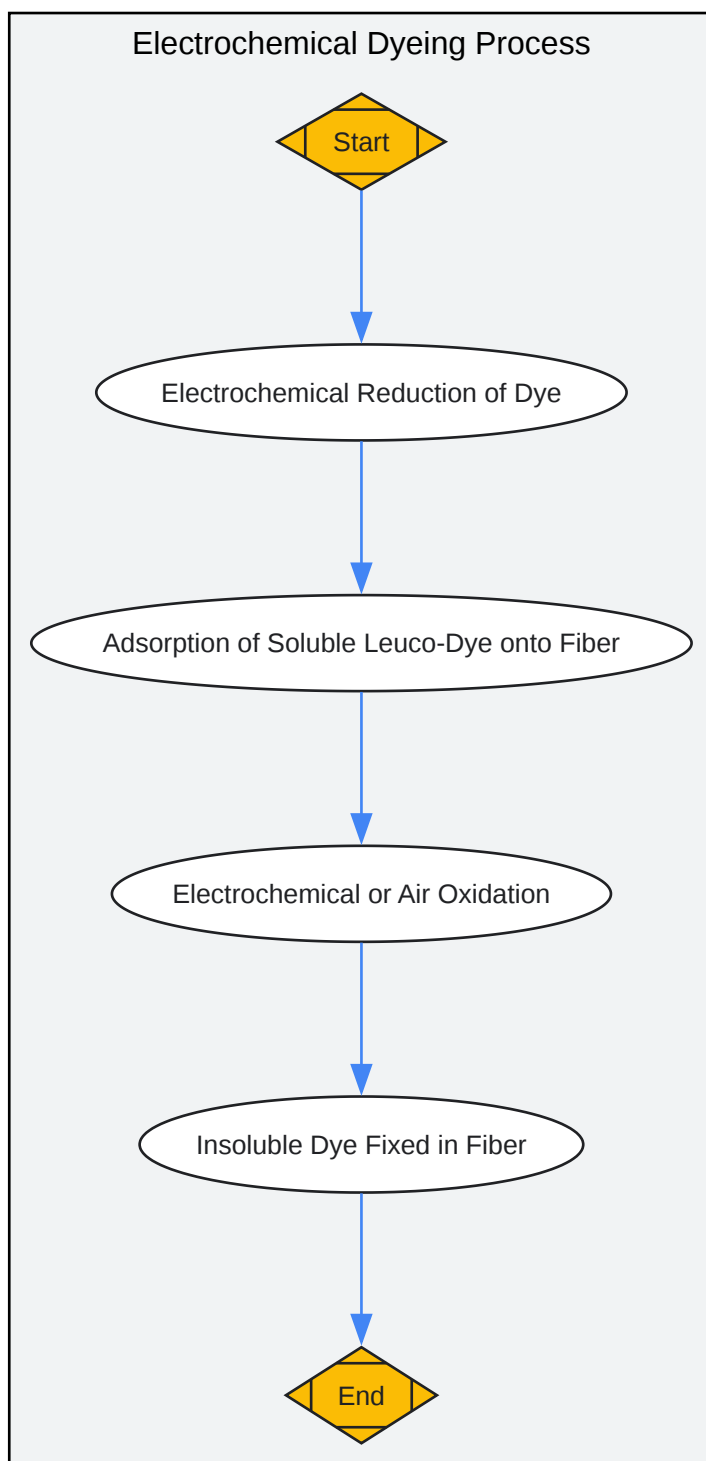 Electrochemical Dyeing Process
Start
Electrochemical Reduction of Dye
Adsorption of Soluble Leuco-Dye onto Fiber
Electrochemical or Air Oxidation
Insoluble Dye Fixed in Fiber
End